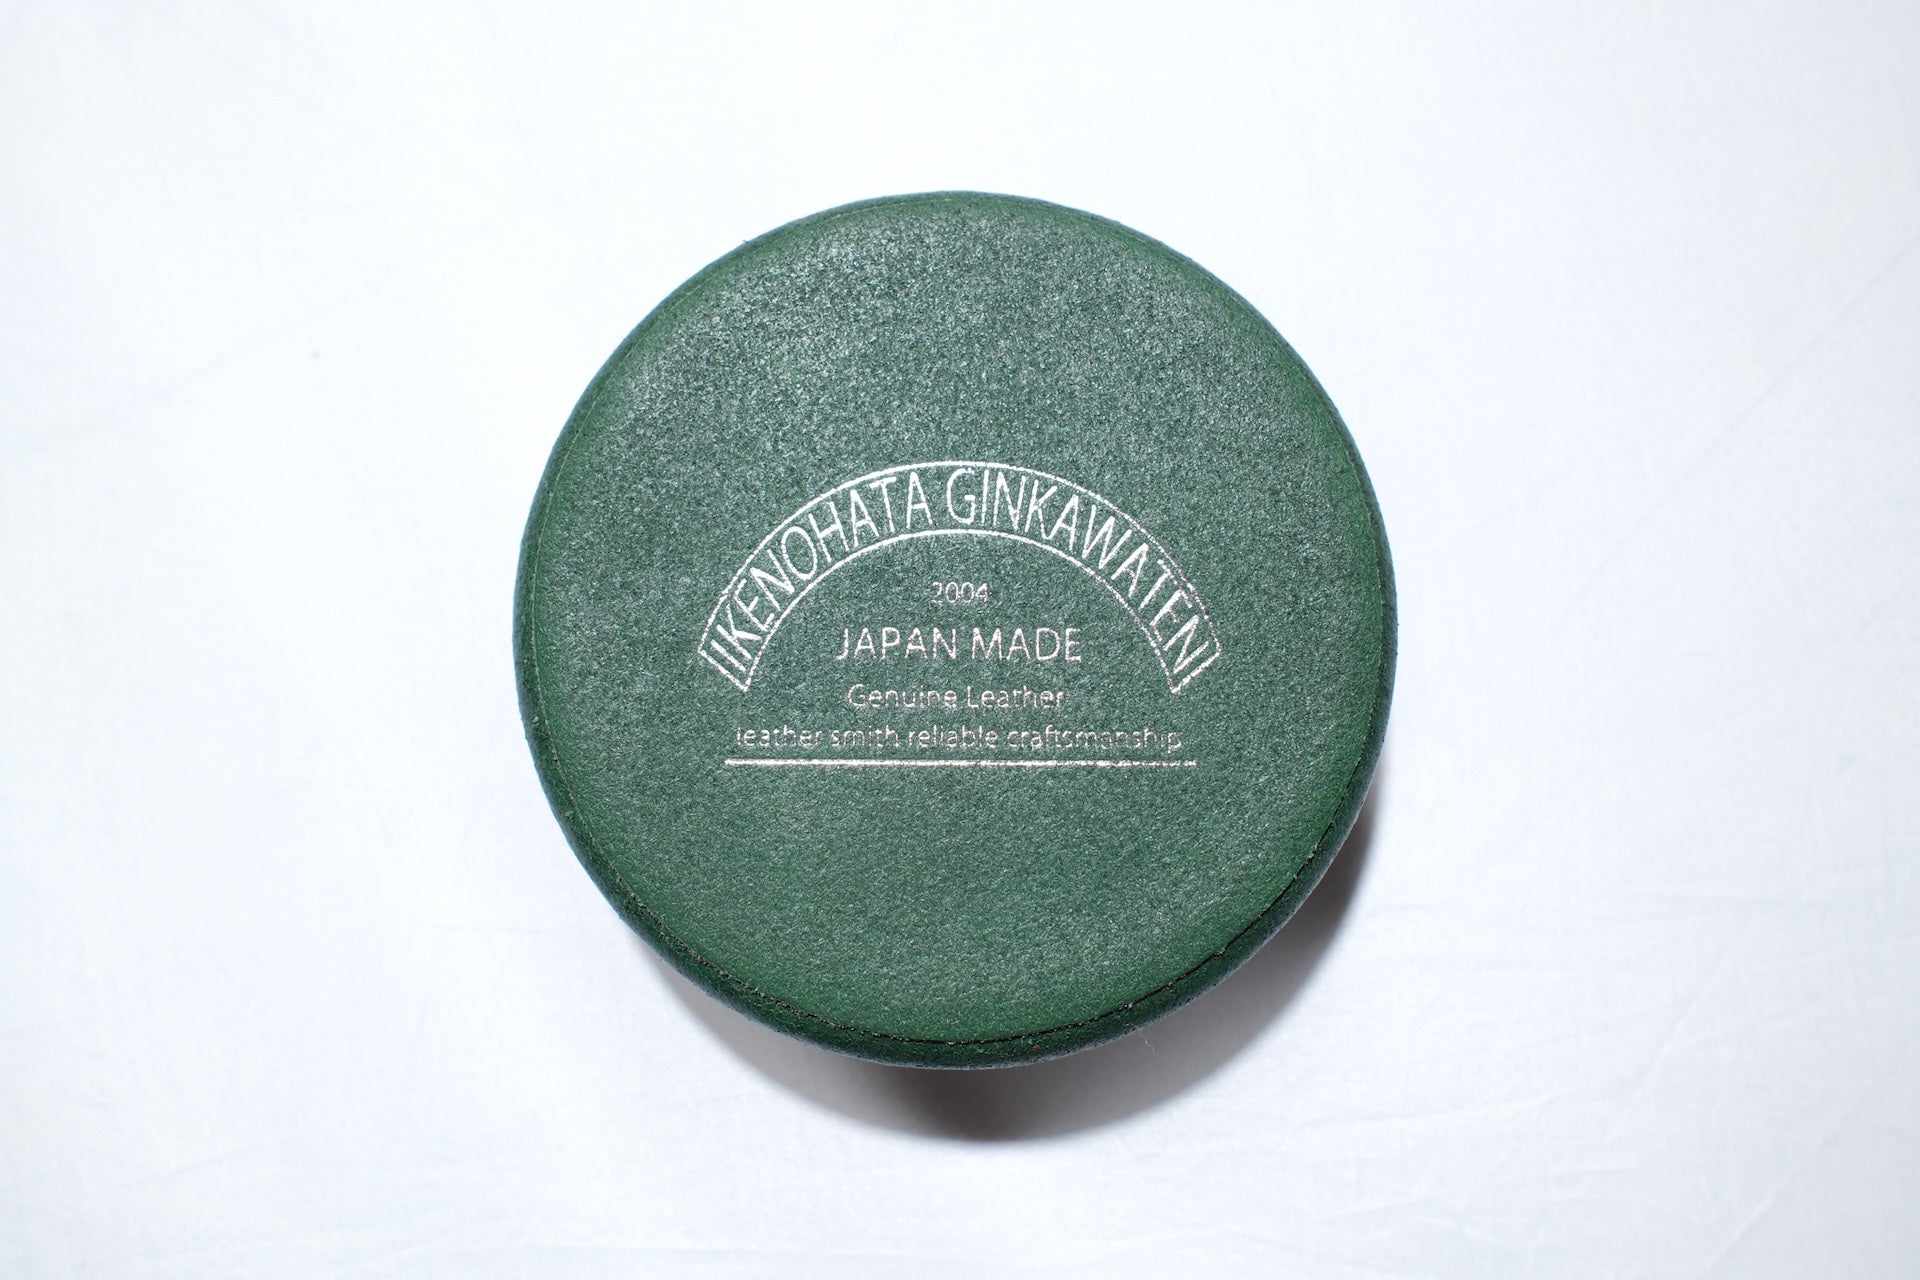 IKENOHATA GINKAWATEN
2004
JAPAN MADE
Genuine Leather
leather smith reliable craftsmanship